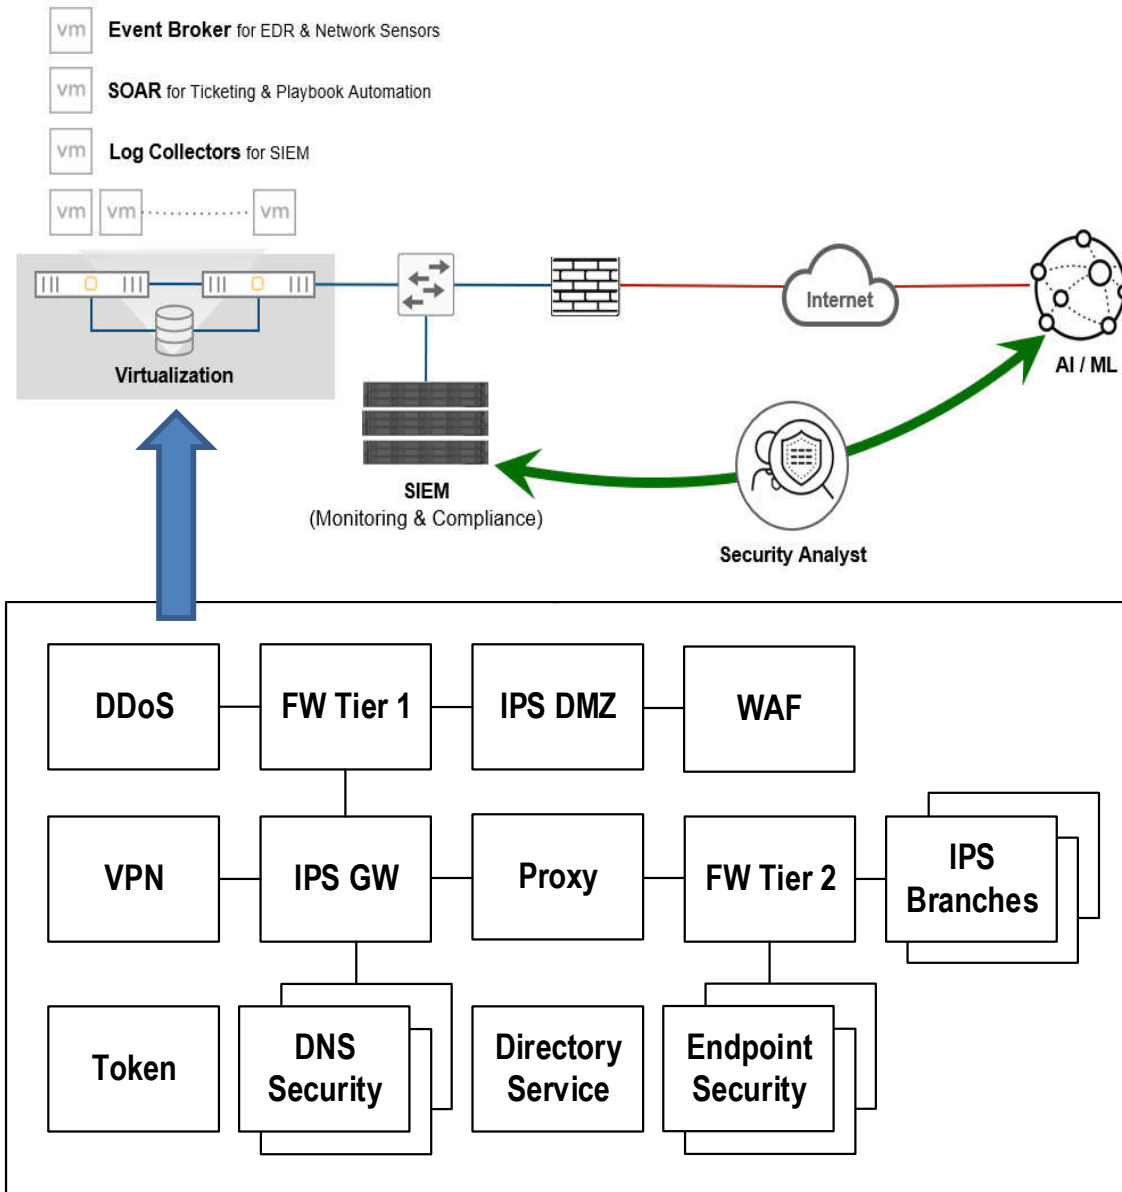 vm Event Broker for EDR & Network Sensors
vm SOAR for Ticketing & Playbook Automation
vm Log Collectors for SIEM
vm vm vm
Internet
Virtualization
AI / ML
SIEM
(Monitoring & Compliance)
Security Analyst
DDoS
FW Tier 1
IPS DMZ
WAF
VPN
IPS GW
Proxy
FW Tier 2
IPS
Branches
Token
DNS
Security
Directory
Service
Endpoint
Security